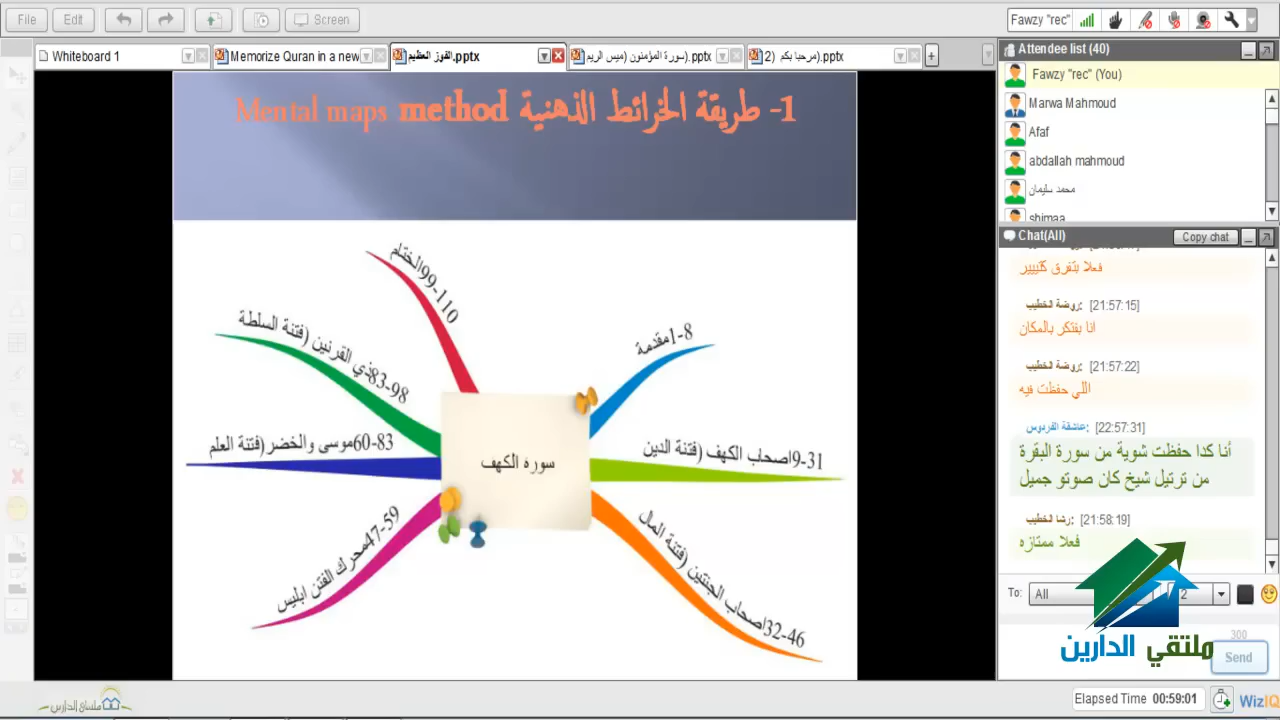 File
Edit
Screen
Fawzy "rec"
Whiteboard 1
Memorize Quran in a new
الفوز العظيم.pptx
سورة المؤمنون (ميس الريم).pptx
مرحبا بكم (2).pptx
Attendee list (40)
Fawzy "rec" (You)
Marwa Mahmoud
Afaf
abdallah mahmoud
محمد سليمان
shimaa
1- طريقة الخرائط الذهنية Mental maps method
99-110الختام
1-8مقدمة
83-98ذي القرنين (فتنة السلطة
60-83موسى والخضر(فتنة العلم
سوره الكهف
9-31اصحاب الكهف (فتنة الدين
47-59محرك الفتن ابليس
32-46اصحاب الجنتين (فتنة المال
Chat(All)
Copy chat
فعلا بتفرق كتيييير
روضة الخطيب: [21:57:15]
انا بفتكر بالمكان
روضة الخطيب: [21:57:22]
اللي حفظت فيه
عاشقة الفردوس: [22:57:31]
أنا كدا حفظت شوية من سورة البقرة
من ترتيل شيخ كان صوتو جميل
رشا الخطيب: [21:58:19]
فعلا ممتازه
To:
All
2
ملتقي الدارين
300
Send
Elapsed Time 00:59:01
WizIQ